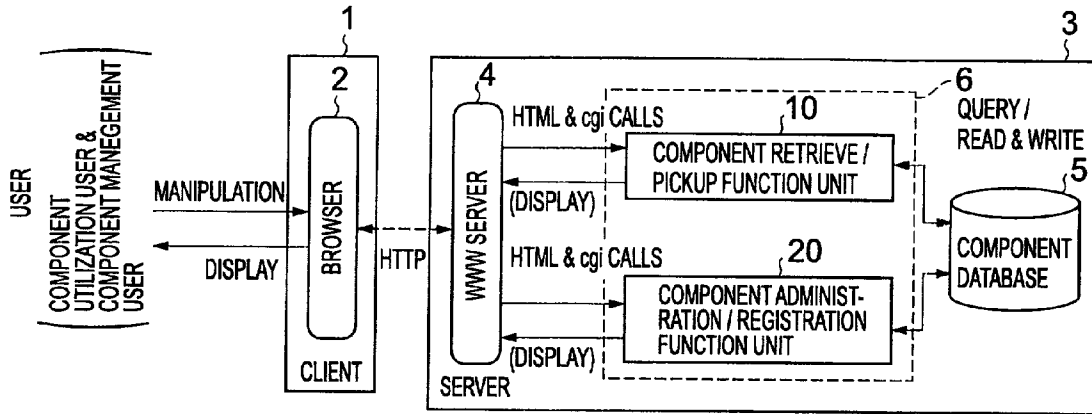 USER
COMPONENT
UTILIZATION USER &
COMPONENT MANEGEMENT
USER
MANIPULATION
DISPLAY
1
2
BROWSER
CLIENT
HTTP
3
4
WWW SERVER
SERVER
HTML & cgi CALLS
(DISPLAY)
HTML & cgi CALLS
(DISPLAY)
6
10
COMPONENT RETRIEVE /
PICKUP FUNCTION UNIT
20
COMPONENT ADMINIST-
RATION / REGISTRATION
FUNCTION UNIT
QUERY /
READ & WRITE
5
COMPONENT
DATABASE